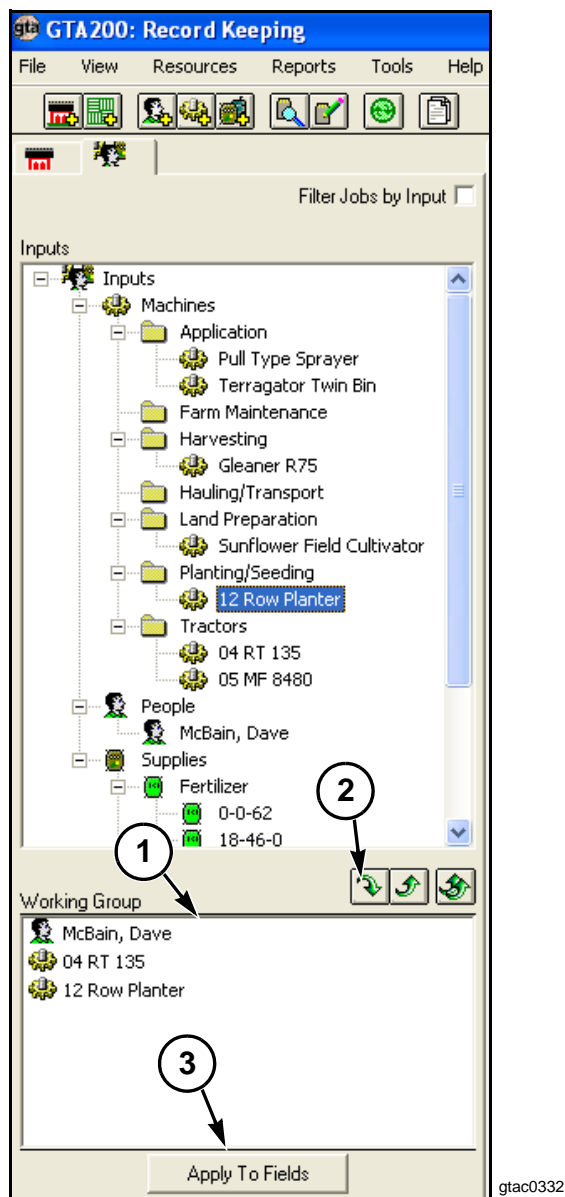 gta GTA200: Record Keeping
File View Resources Reports Tools Help
Filter Jobs by Input
Inputs
Inputs
Machines
Application
Pull Type Sprayer
Terragator Twin Bin
Farm Maintenance
Harvesting
Gleaner R75
Hauling/Transport
Land Preparation
Sunflower Field Cultivator
Planting/Seeding
12 Row Planter
Tractors
04 RT 135
05 MF 8480
People
McBain, Dave
Supplies
Fertilizer
0-0-62
18-46-0
2
1
Working Group
McBain, Dave
04 RT 135
12 Row Planter
3
Apply To Fields
gtac0332